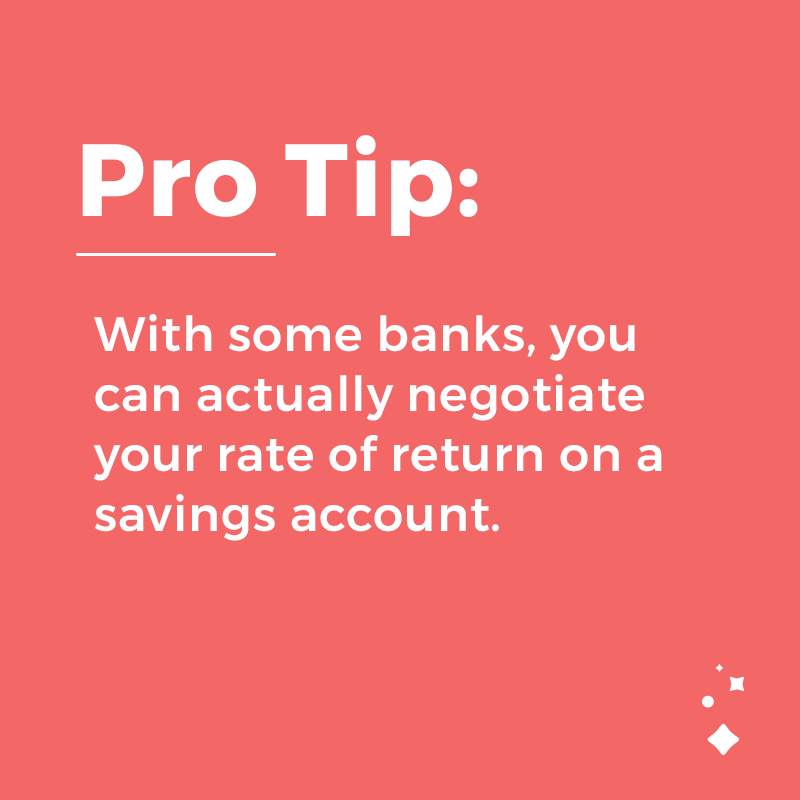 Pro Tip:
With some banks, you
can actually negotiate
your rate of return on a
savings account.